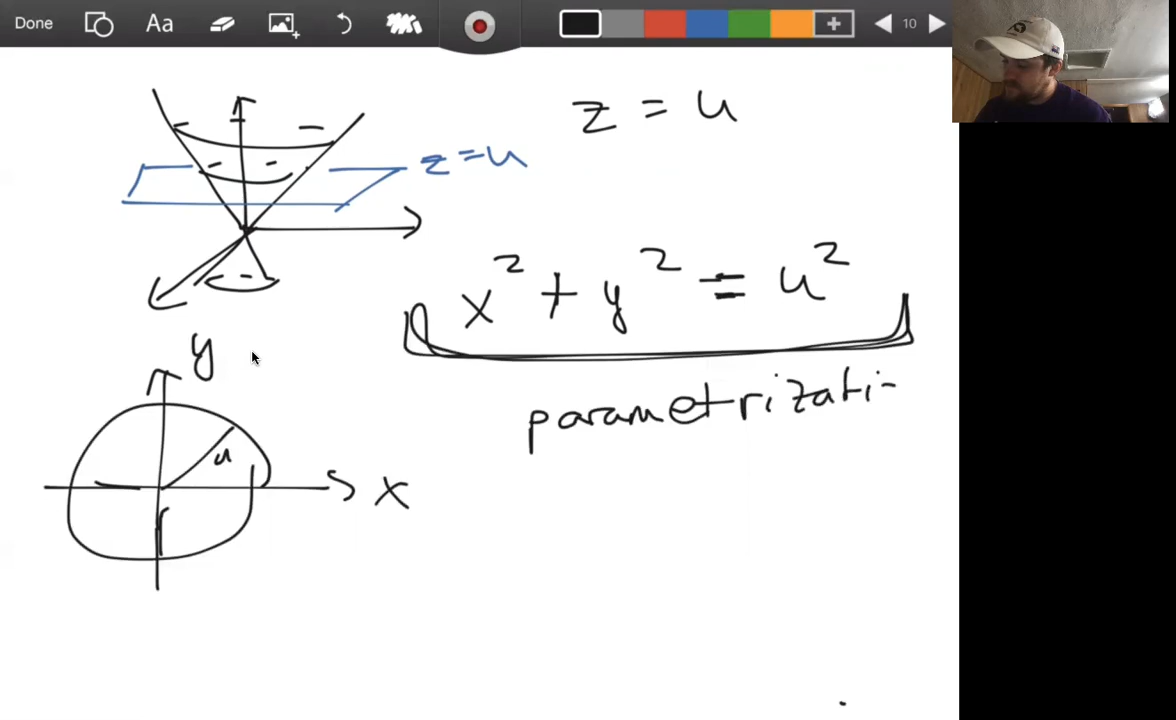 Done
Aa
10
z = u
z=u
x² + y² = u²
y
parametrizati
u
x